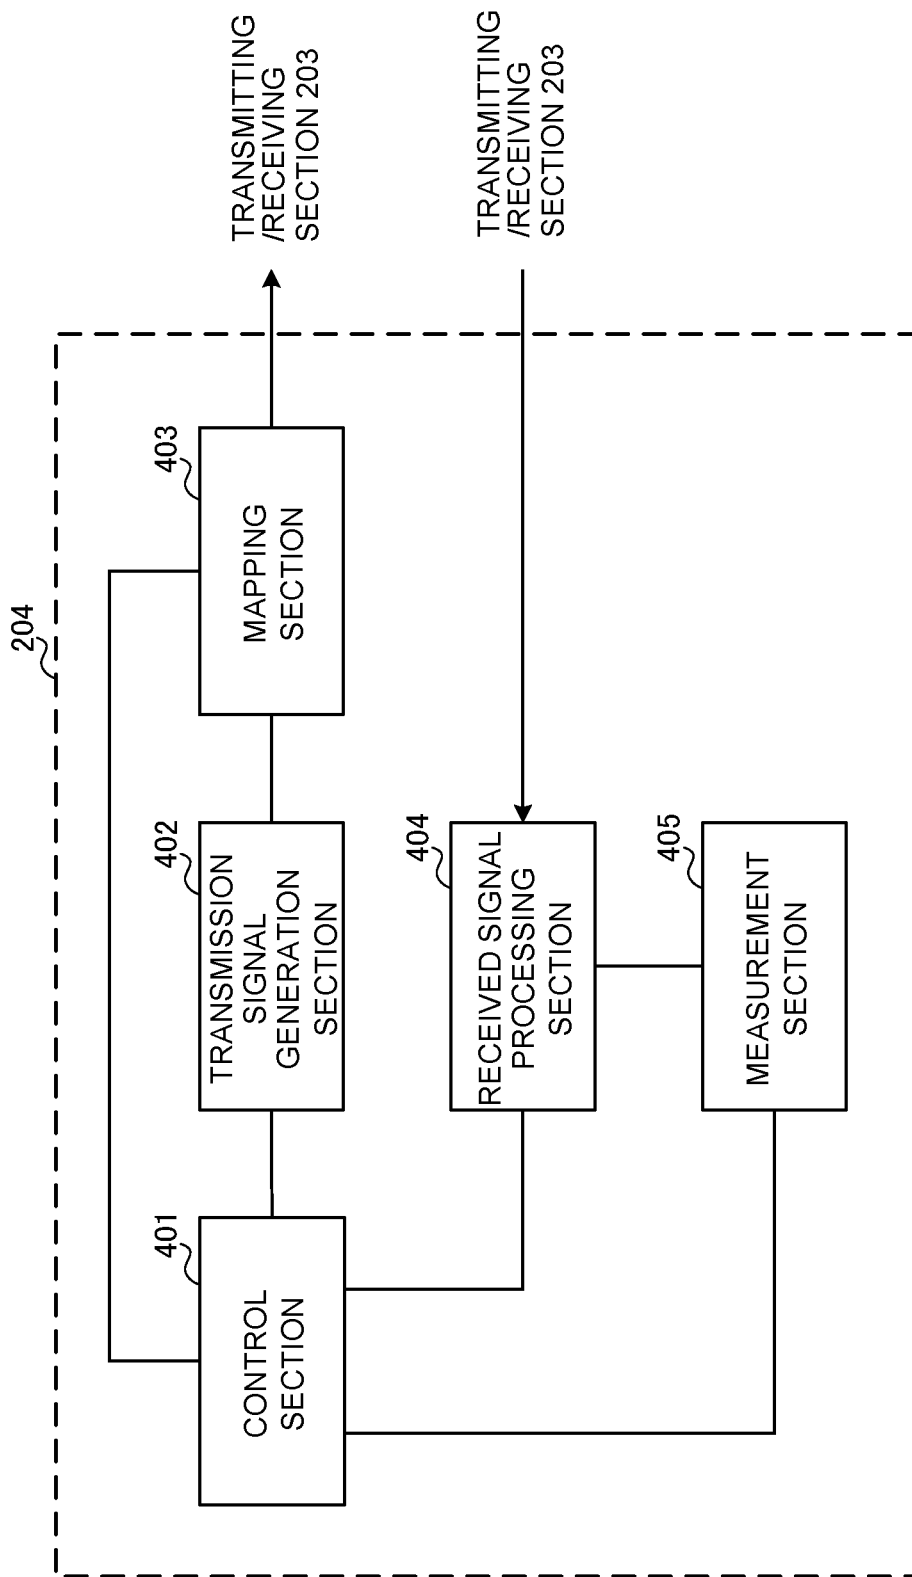 204
401
CONTROL
SECTION
402
TRANSMISSION
SIGNAL
GENERATION
SECTION
403
MAPPING
SECTION
TRANSMITTING
/RECEIVING
SECTION 203
404
RECEIVED SIGNAL
PROCESSING
SECTION
TRANSMITTING
/RECEIVING
SECTION 203
405
MEASUREMENT
SECTION